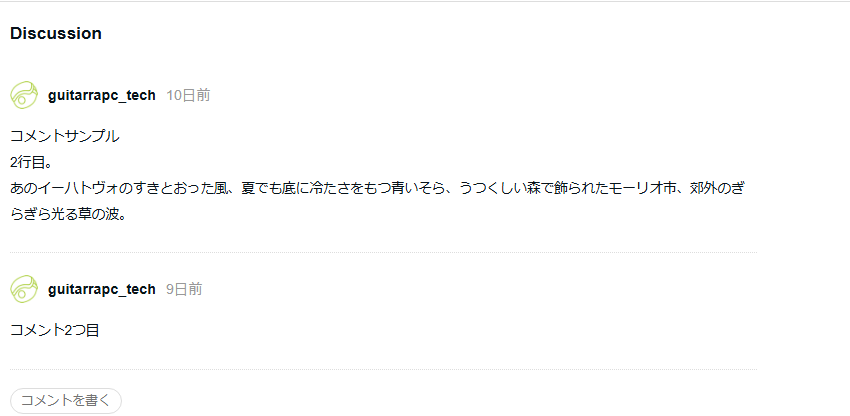 Discussion
guitarrapc_tech 10日前
コメントサンプル
2行目。
あのイーハトヴォのすきとおった風、夏でも底に冷たさをもつ青いそら、うつくしい森で飾られたモーリオ市、郊外のぎ
らぎら光る草の波。
guitarrapc_tech 9日前
コメント2つ目
コメントを書く